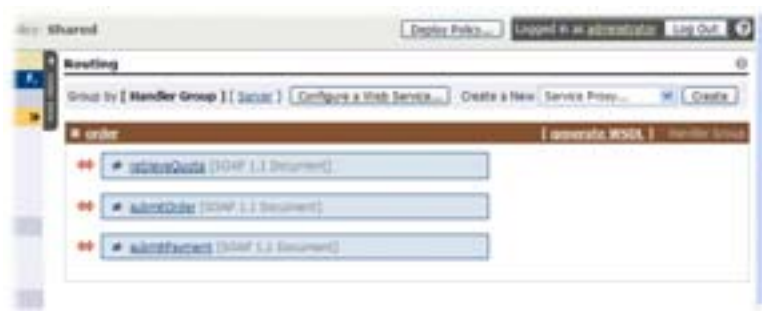 Shared Deploy Policy... Logged in as administrator Log Out ?
Routing
Group by [ Handler Group ] [ Server ] Configure a Web Service... Create a New Service Proxy... Create
order [ generate WSDL ] Handler Group
retrieveQuote [SOAP 1.1 Document]
submitOrder [SOAP 1.1 Document]
submitPayment [SOAP 1.1 Document]